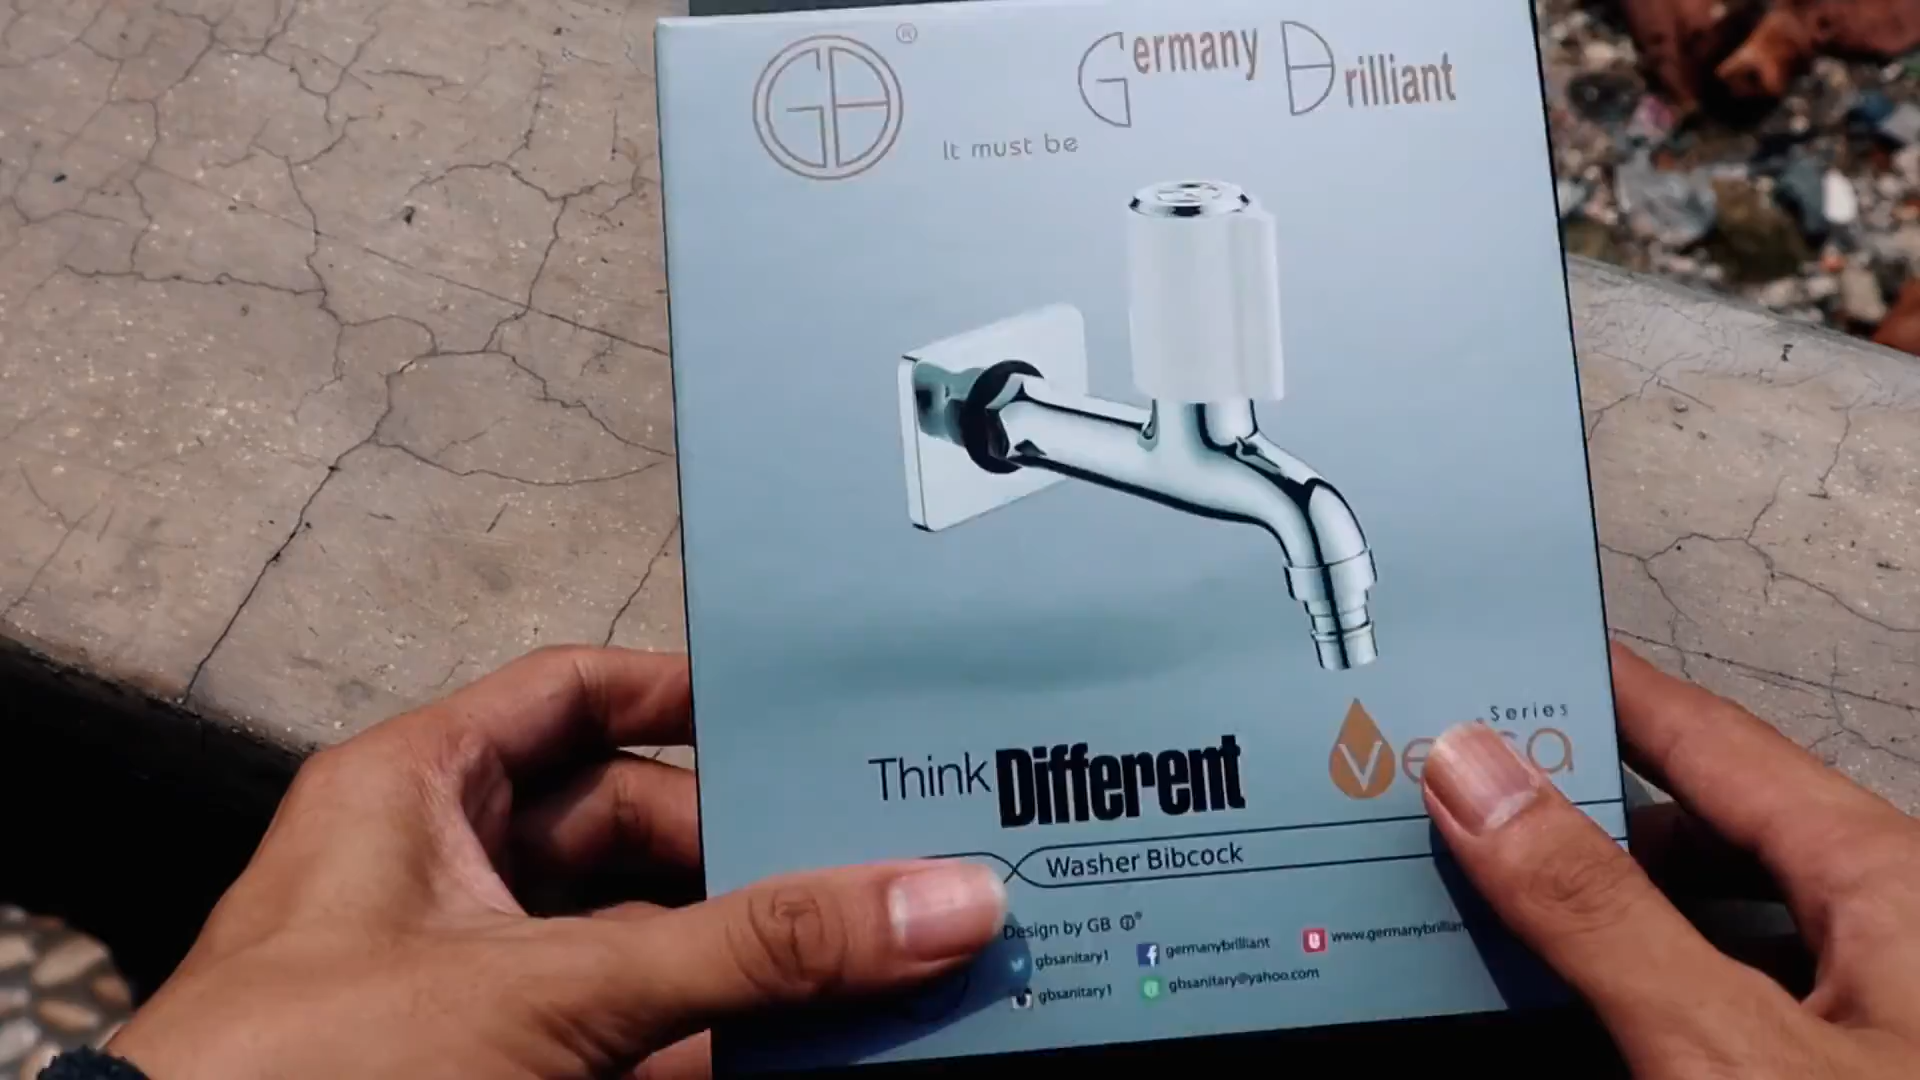 GB ®
Germany Brilliant
It must be
Series
Think Different
Washer Bibcock
Design by GB
gbsanitary1
germanybrilliant
gbsanitary1
gbsanitary@yahoo.com